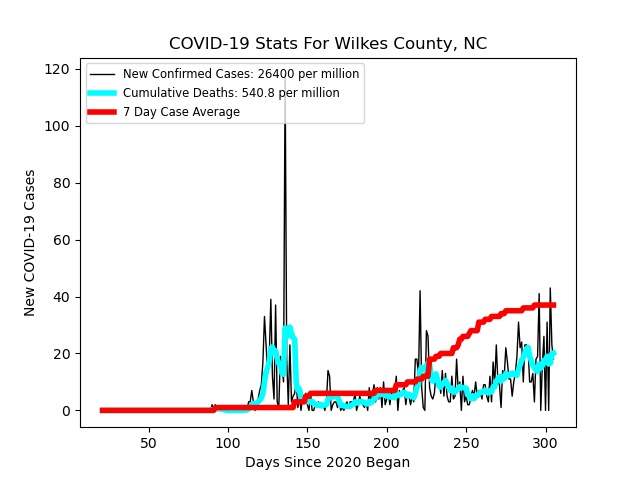 COVID-19 Stats For Wilkes County, NC
New Confirmed Cases: 26400 per million
Cumulative Deaths: 540.8 per million
7 Day Case Average
120
100
80
60
40
20
0
New COVID-19 Cases
50 100 150 200 250 300
Days Since 2020 Began